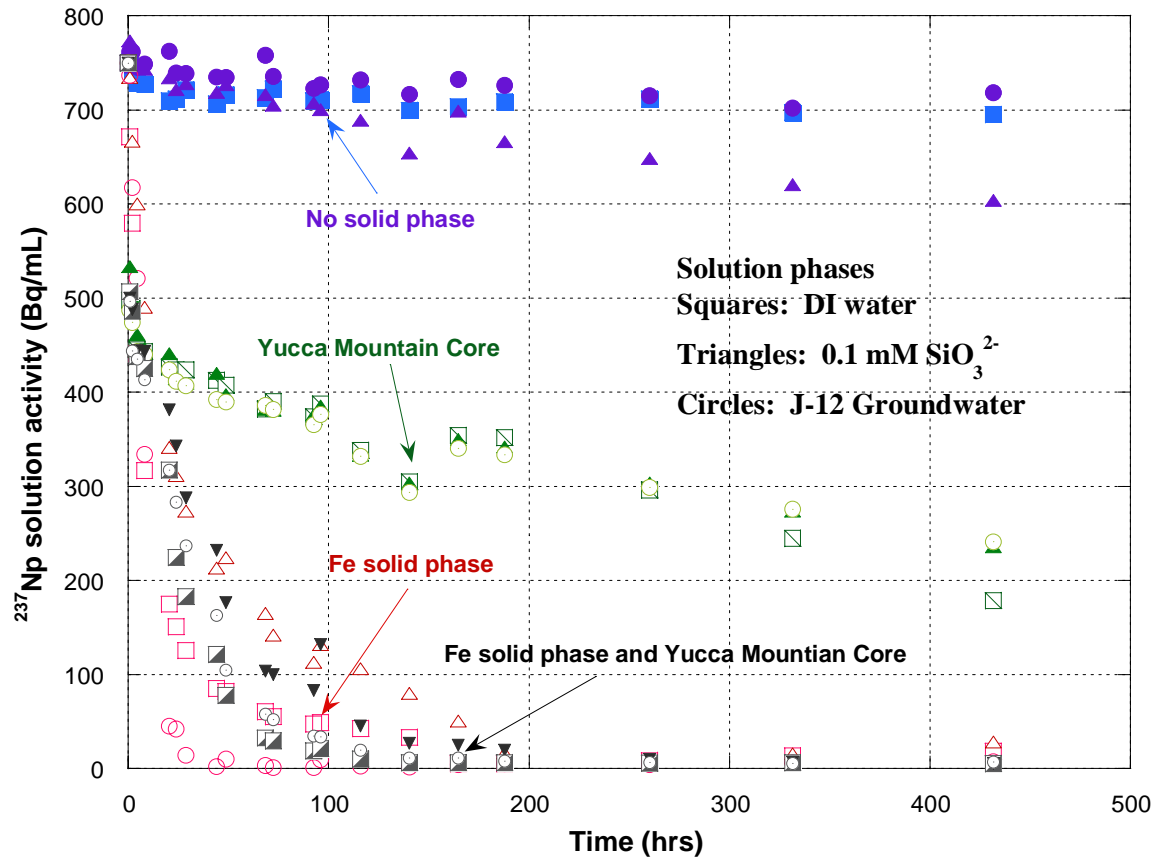 800
700
600
500
400
300
200
100
0
0
100
200
300
400
500
²³⁷Np solution activity (Bq/mL)
Time (hrs)
No solid phase
Solution phases
Squares: DI water
Triangles: 0.1 mM SiO₃²⁻
Circles: J-12 Groundwater
Yucca Mountain Core
Fe solid phase
Fe solid phase and Yucca Mountian Core